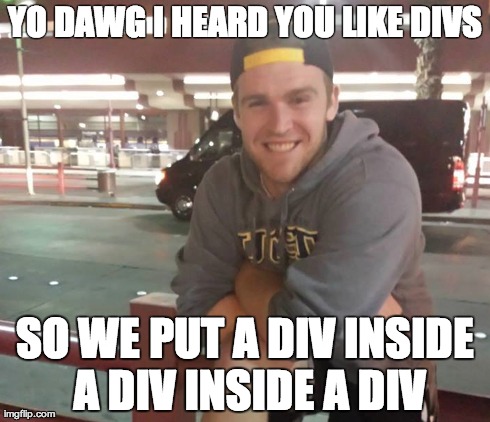 YO DAWG I HEARD YOU LIKE DIVS
SO WE PUT A DIV INSIDE
A DIV INSIDE A DIV
imgflip.com